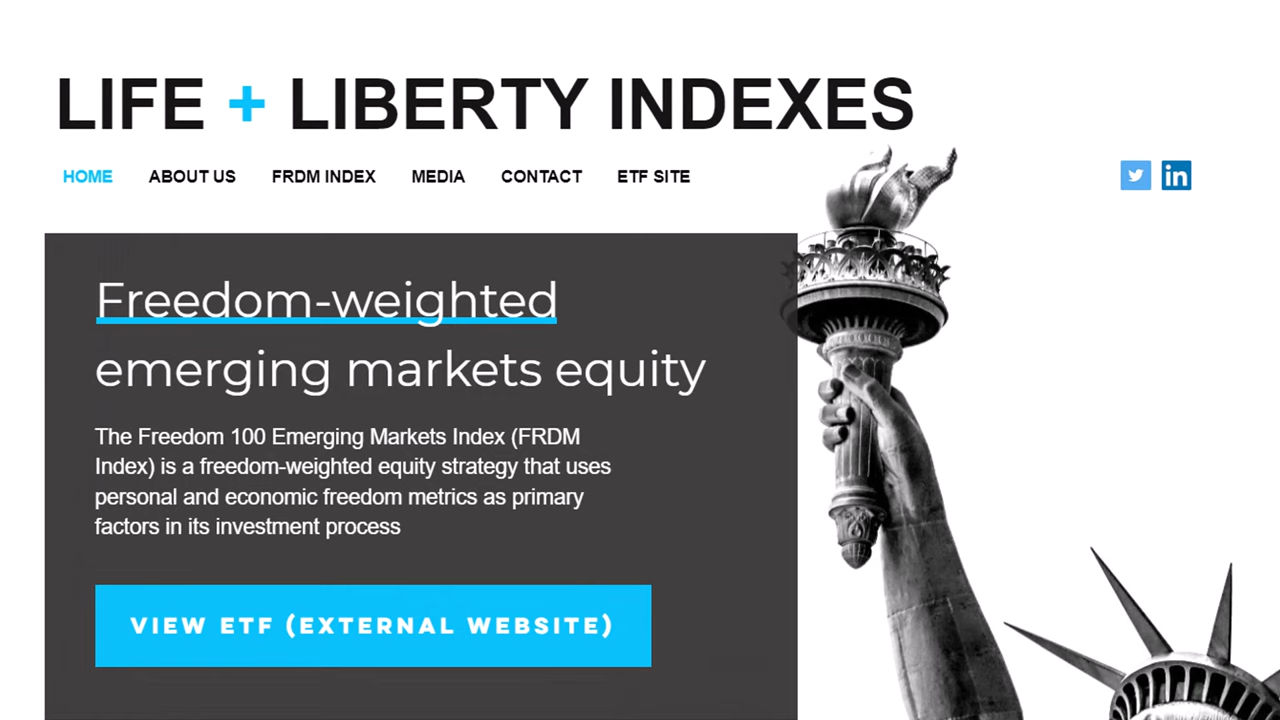 LIFE + LIBERTY INDEXES
HOME ABOUT US FRDM INDEX MEDIA CONTACT ETF SITE
in
Freedom-weighted
emerging markets equity
The Freedom 100 Emerging Markets Index (FRDM
Index) is a freedom-weighted equity strategy that uses
personal and economic freedom metrics as primary
factors in its investment process
VIEW ETF (EXTERNAL WEBSITE)